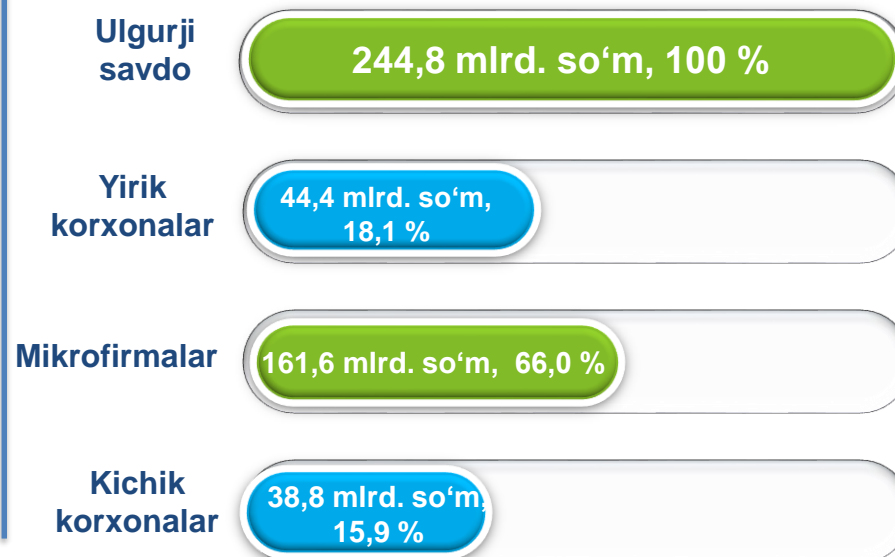 Ulgurji
savdo
244,8 mlrd. so‘m, 100 %
Yirik
korxonalar
44,4 mlrd. so‘m,
18,1 %
Mikrofirmalar
161,6 mlrd. so‘m, 66,0 %
Kichik
korxonalar
38,8 mlrd. so‘m,
15,9 %